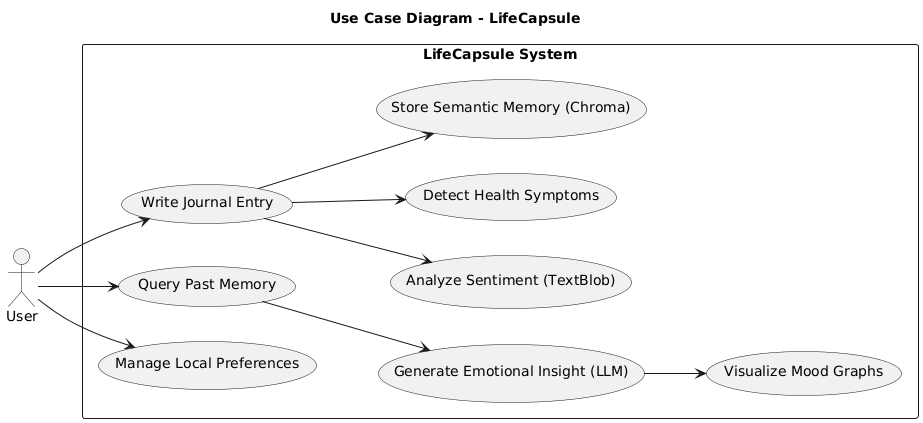 Use Case Diagram - LifeCapsule
LifeCapsule System
Store Semantic Memory (Chroma)
Detect Health Symptoms
Write Journal Entry
Analyze Sentiment (TextBlob)
Query Past Memory
User
Manage Local Preferences
Generate Emotional Insight (LLM)
Visualize Mood Graphs